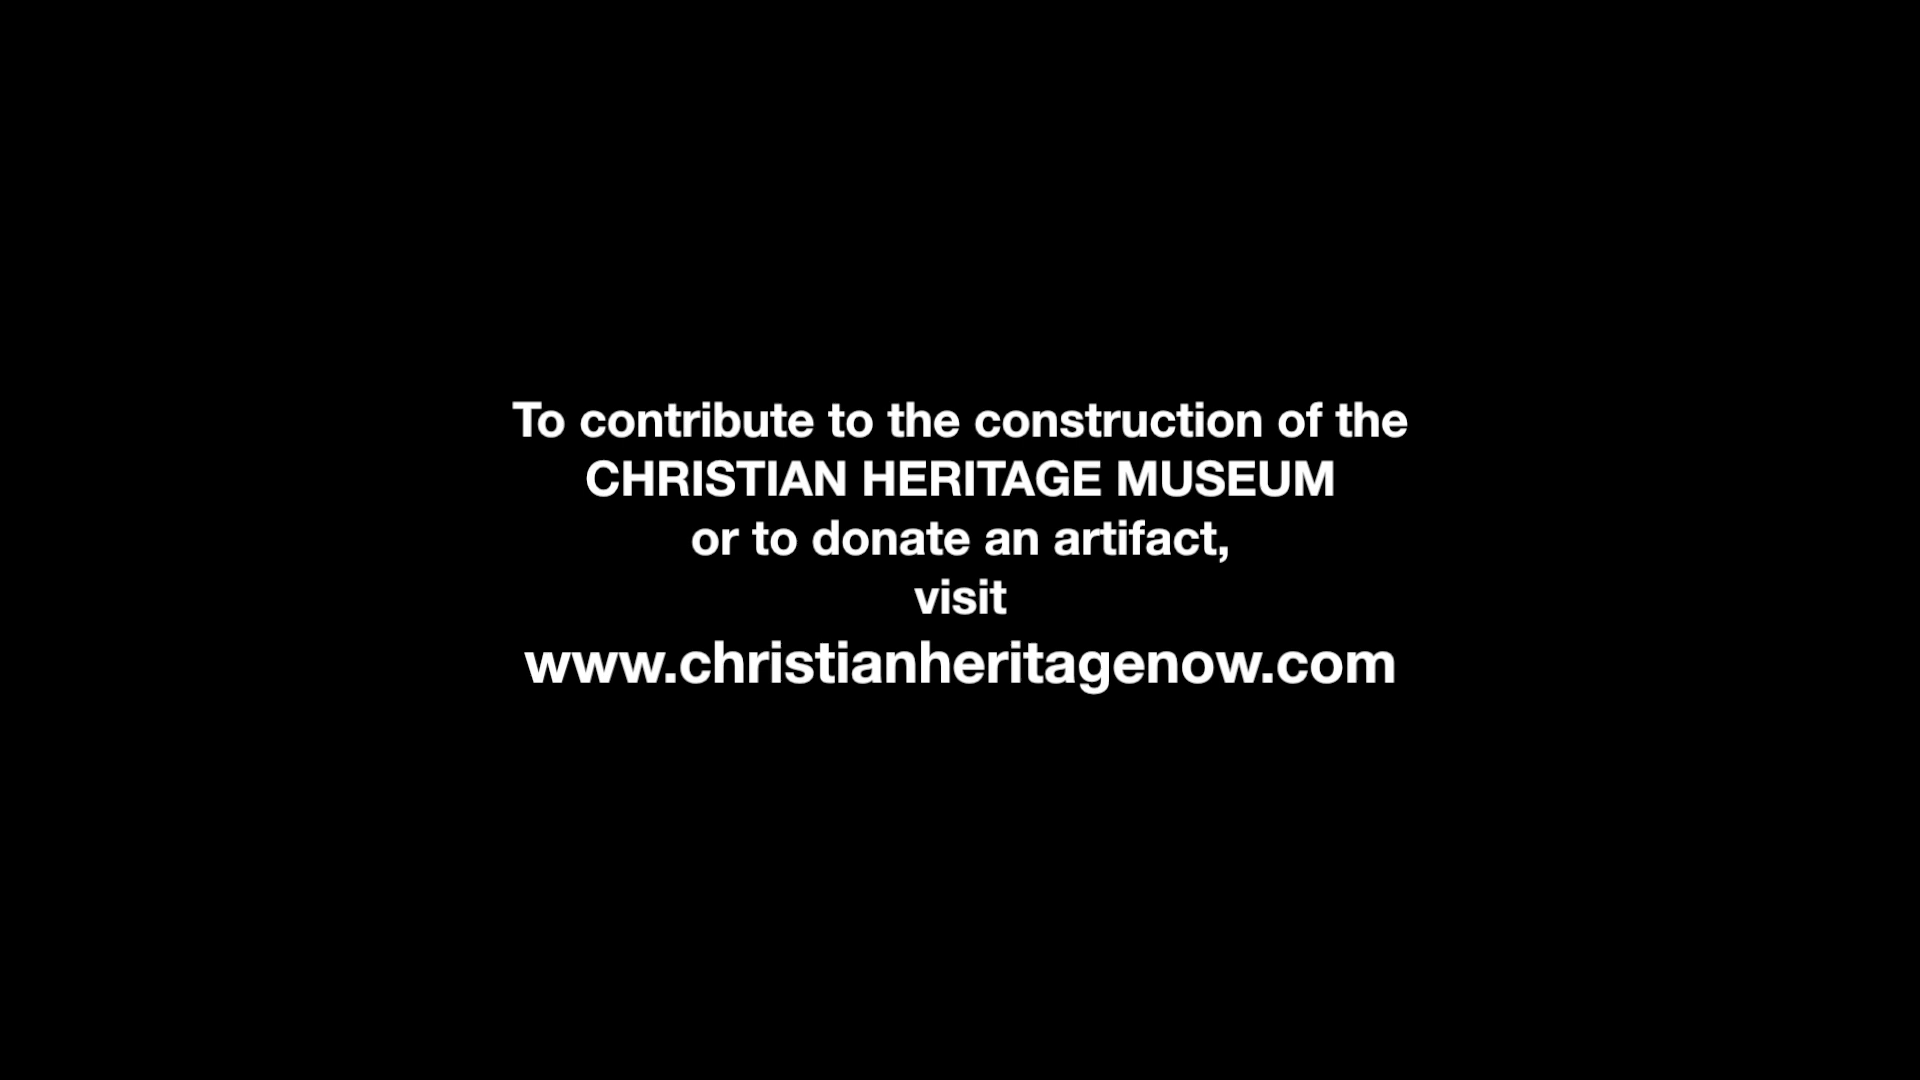 To contribute to the construction of the
CHRISTIAN HERITAGE MUSEUM
or to donate an artifact,
visit
www.christianheritagenow.com